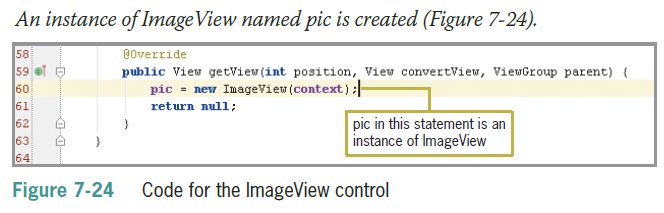 An instance of ImageView named pic is created (Figure 7-24).
58 @Override
59 public View getView(int position, View convertView, ViewGroup parent) {
60 pic = new ImageView(context);
61 return null;
62 }
63 }
64
pic in this statement is an
instance of ImageView
Figure 7-24 Code for the ImageView control